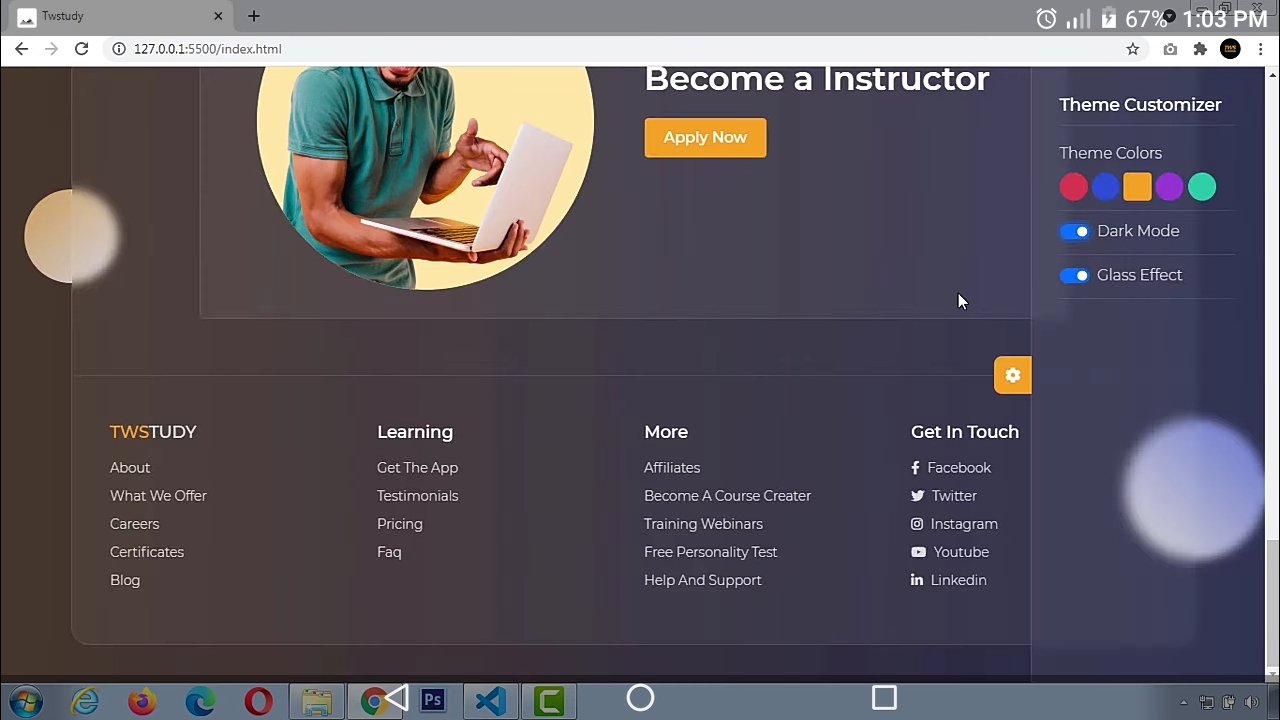 Twstudy
67% 1:03 PM
127.0.0.1:5500/index.html
Become a Instructor
Apply Now
Theme Customizer
Theme Colors
Dark Mode
Glass Effect
TWSTUDY
About
What We Offer
Careers
Certificates
Blog
Learning
Get The App
Testimonials
Pricing
Faq
More
Affiliates
Become A Course Creater
Training Webinars
Free Personality Test
Help And Support
Get In Touch
Facebook
Twitter
Instagram
Youtube
Linkedin
Ps